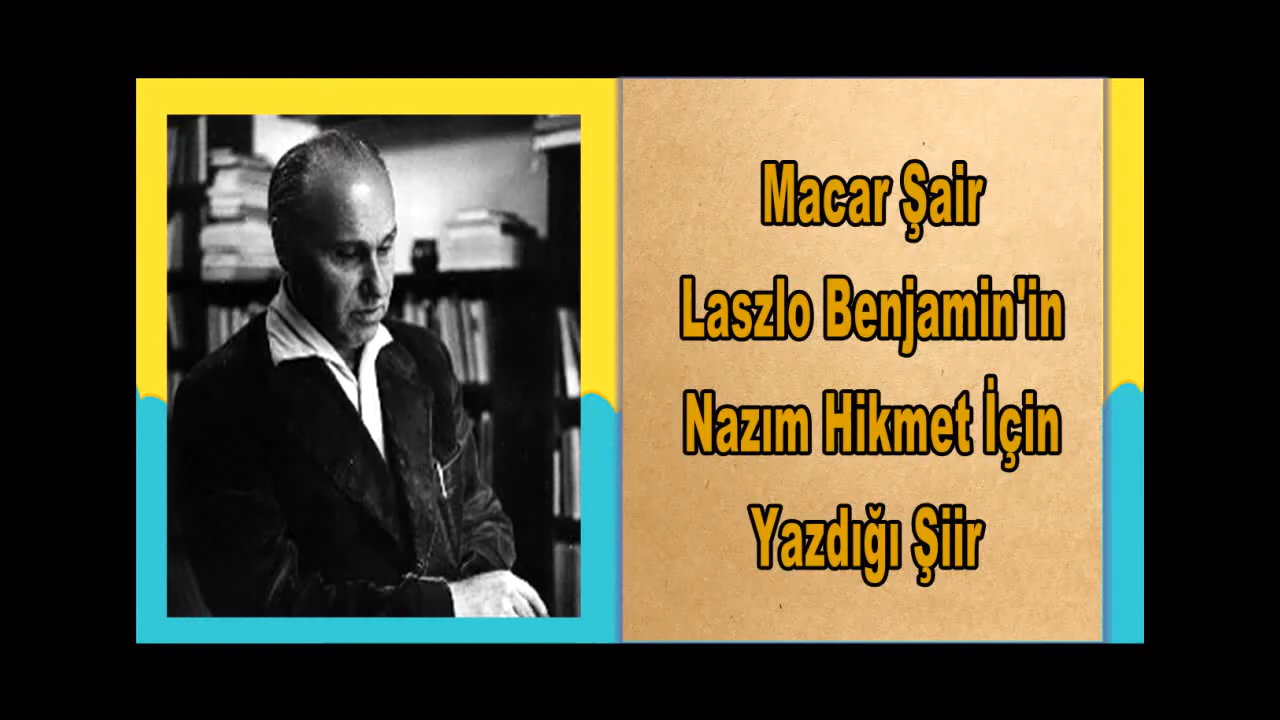 Macar Şair
Laszlo Benjamin'in
Nazım Hikmet İçin
Yazdığı Şiir